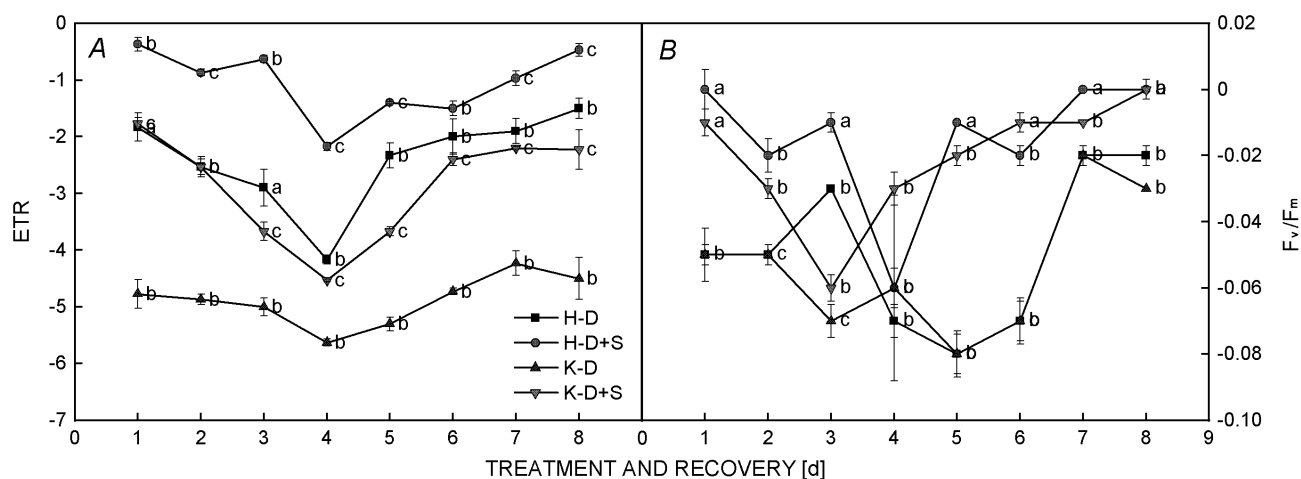 A
0
-1
-2
-3
-4
-5
-6
-7
ETR
b
c
b
c
c
b
c
c
b
a
b
b
b
b
b
c
c
c
c
c
c
b
b
b
b
b
b
b
b
H-D
H-D+S
K-D
K-D+S
0 1 2 3 4 5 6 7 8
B
a
b
a
b
b
b
a
a
a
b
b
b
b
a
b
b
c
b
c
b
b
b
b
b
b
0.02
0
-0.02
-0.04
-0.06
-0.08
-0.10
Fᵥ/Fₘ
0 1 2 3 4 5 6 7 8 9
TREATMENT AND RECOVERY [d]